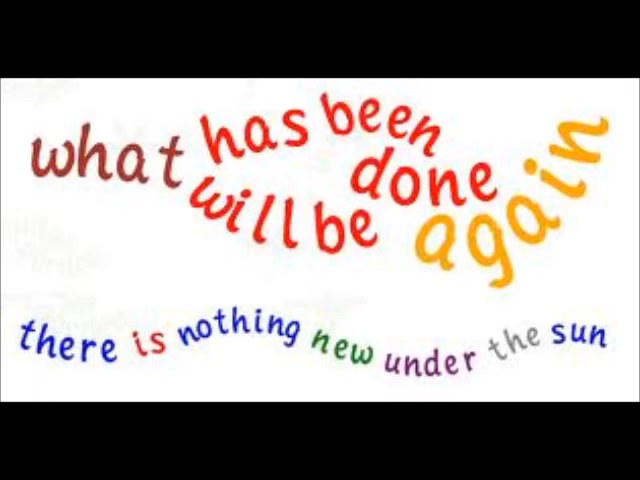 what has been done
will be again
there is nothing new under the sun